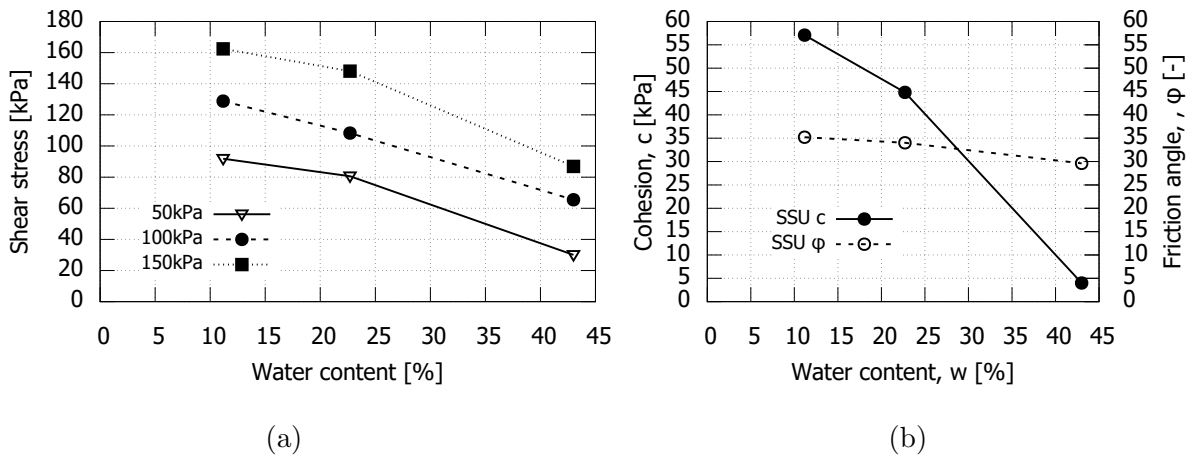 Shear stress [kPa]
180
160
140
120
100
80
60
40
20
0
50kPa
100kPa
150kPa
0 5 10 15 20 25 30 35 40 45
Water content [%]
(a)
Cohesion, c [kPa]
60
55
50
45
40
35
30
25
20
15
10
5
0
SSU c
SSU φ
0 5 10 15 20 25 30 35 40 45
Water content, w [%]
60
55
50
45
40
35
30
25
20
15
10
5
0
Friction angle, , φ [-]
(b)